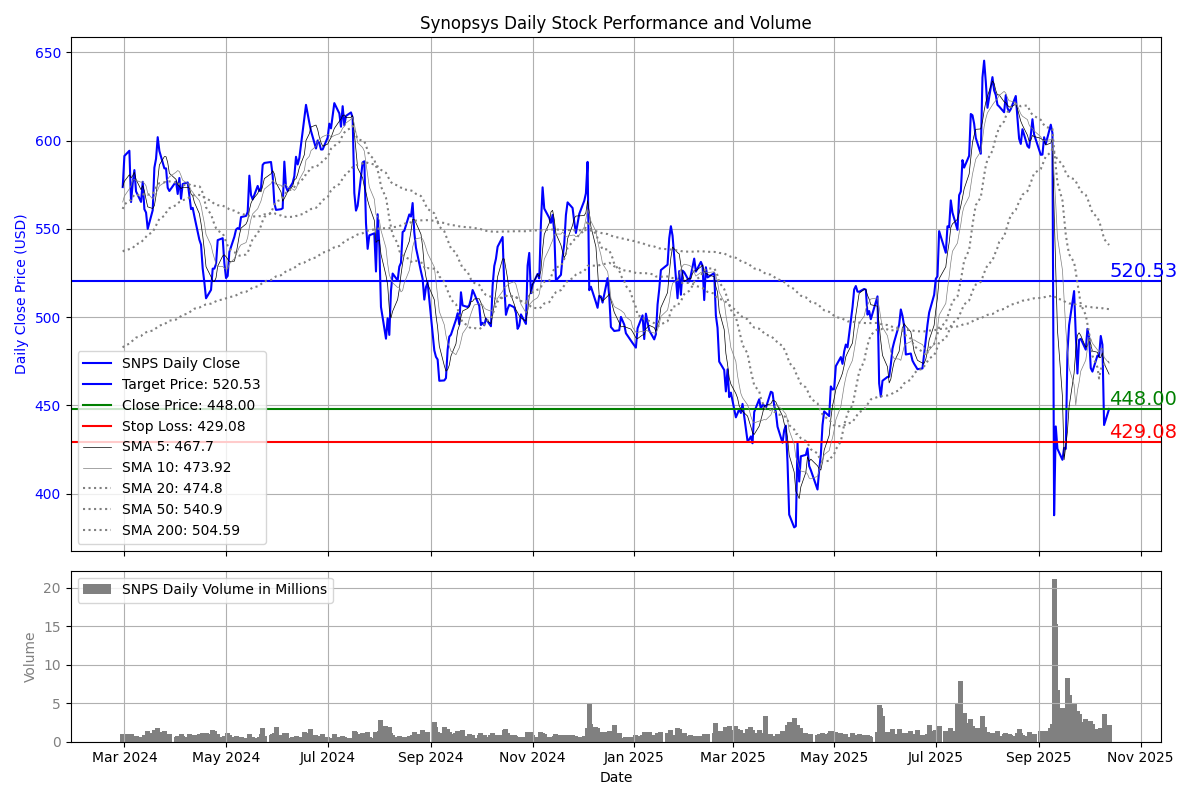 Synopsys Daily Stock Performance and Volume
650
600
550
500
450
400
Daily Close Price (USD)
520.53
448.00
429.08
SNPS Daily Close
Target Price: 520.53
Close Price: 448.00
Stop Loss: 429.08
SMA 5: 467.7
SMA 10: 473.92
SMA 20: 474.8
SMA 50: 540.9
SMA 200: 504.59
SNPS Daily Volume in Millions
20
15
10
5
0
Volume
Mar 2024 May 2024 Jul 2024 Sep 2024 Nov 2024 Jan 2025 Mar 2025 May 2025 Jul 2025 Sep 2025 Nov 2025
Date